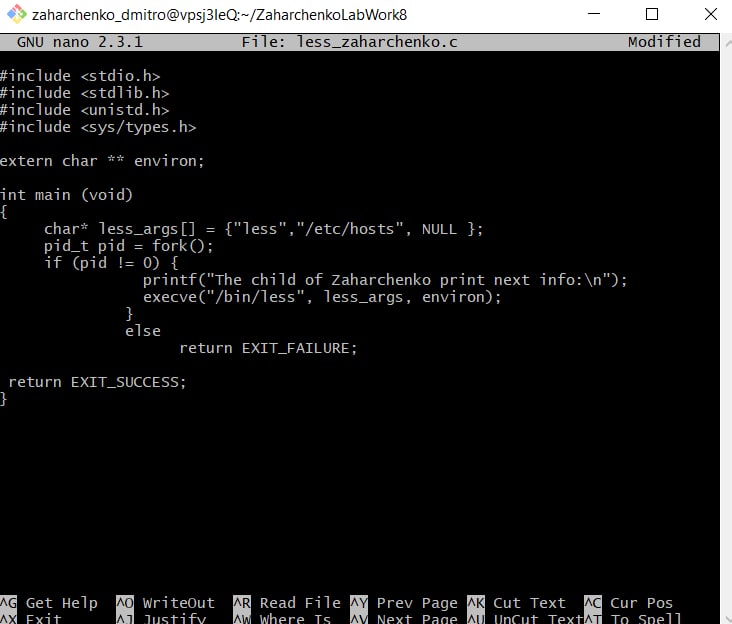 zaharchenko_dmitro@vpsj3IeQ:~/ZaharchenkoLabWork8
GNU nano 2.3.1 File: less_zaharchenko.c Modified
#include <stdio.h>
#include <stdlib.h>
#include <unistd.h>
#include <sys/types.h>
extern char ** environ;
int main (void)
{
char* less_args[] = {"less","/etc/hosts", NULL };
pid_t pid = fork();
if (pid != 0) {
printf("The child of Zaharchenko print next info:\n");
execve("/bin/less", less_args, environ);
}
else
return EXIT_FAILURE;
return EXIT_SUCCESS;
}
^G Get Help ^O WriteOut ^R Read File ^Y Prev Page ^K Cut Text ^C Cur Pos
^X Exit ^J Justify ^W Where Is ^V Next Page ^U UnCut Text ^T To Spell